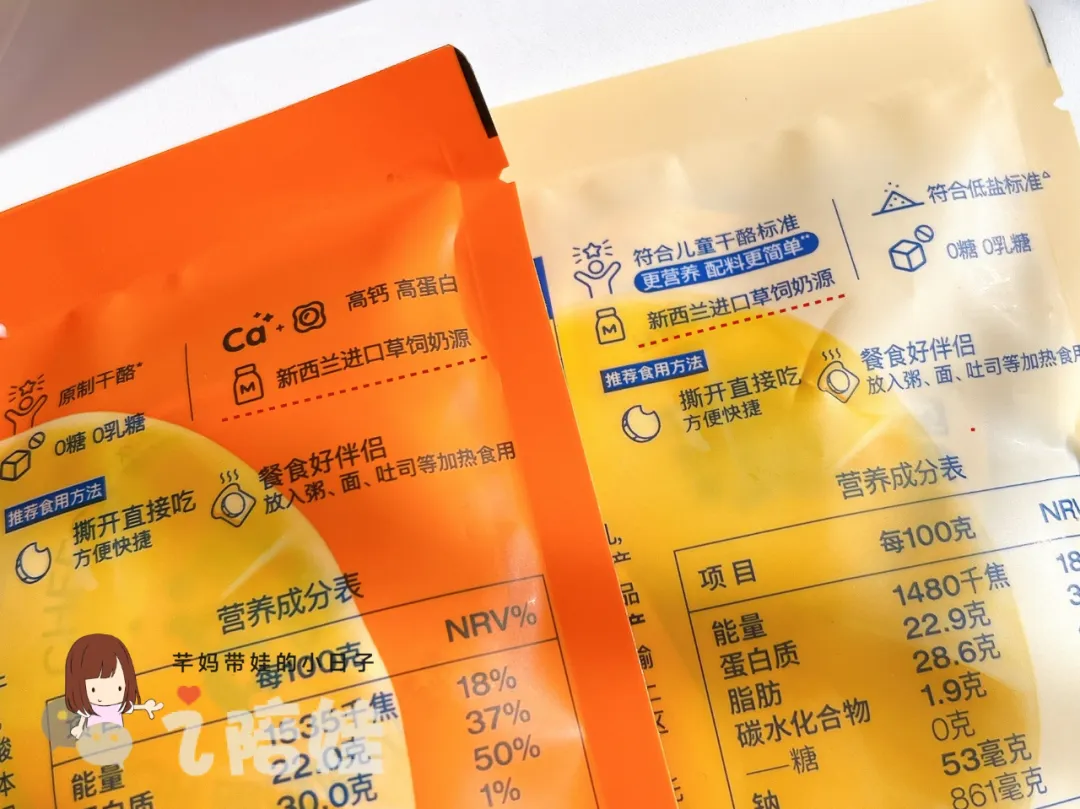 Ca + 高钙 高蛋白
原制干酪*
新西兰进口草饲奶源
0糖 0乳糖
推荐食用方法
撕开直接吃
方便快捷
餐食好伴侣
放入粥、面、吐司等加热食用
营养成分表
每100克
NRV%
1535千焦
18%
能量
22.0克
37%
蛋白质
30.0克
50%
1%
符合儿童干酪标准
更营养 配料更简单**
新西兰进口草饲奶源
符合低盐标准△
0糖 0乳糖
推荐食用方法
撕开直接吃
方便快捷
餐食好伴侣
放入粥、面、吐司等加热食用
营养成分表
项目
每100克
能量
1480千焦
蛋白质
22.9克
脂肪
28.6克
碳水化合物
1.9克
—糖
0克
钠
53毫克
861毫克
芊妈带娃的小日子